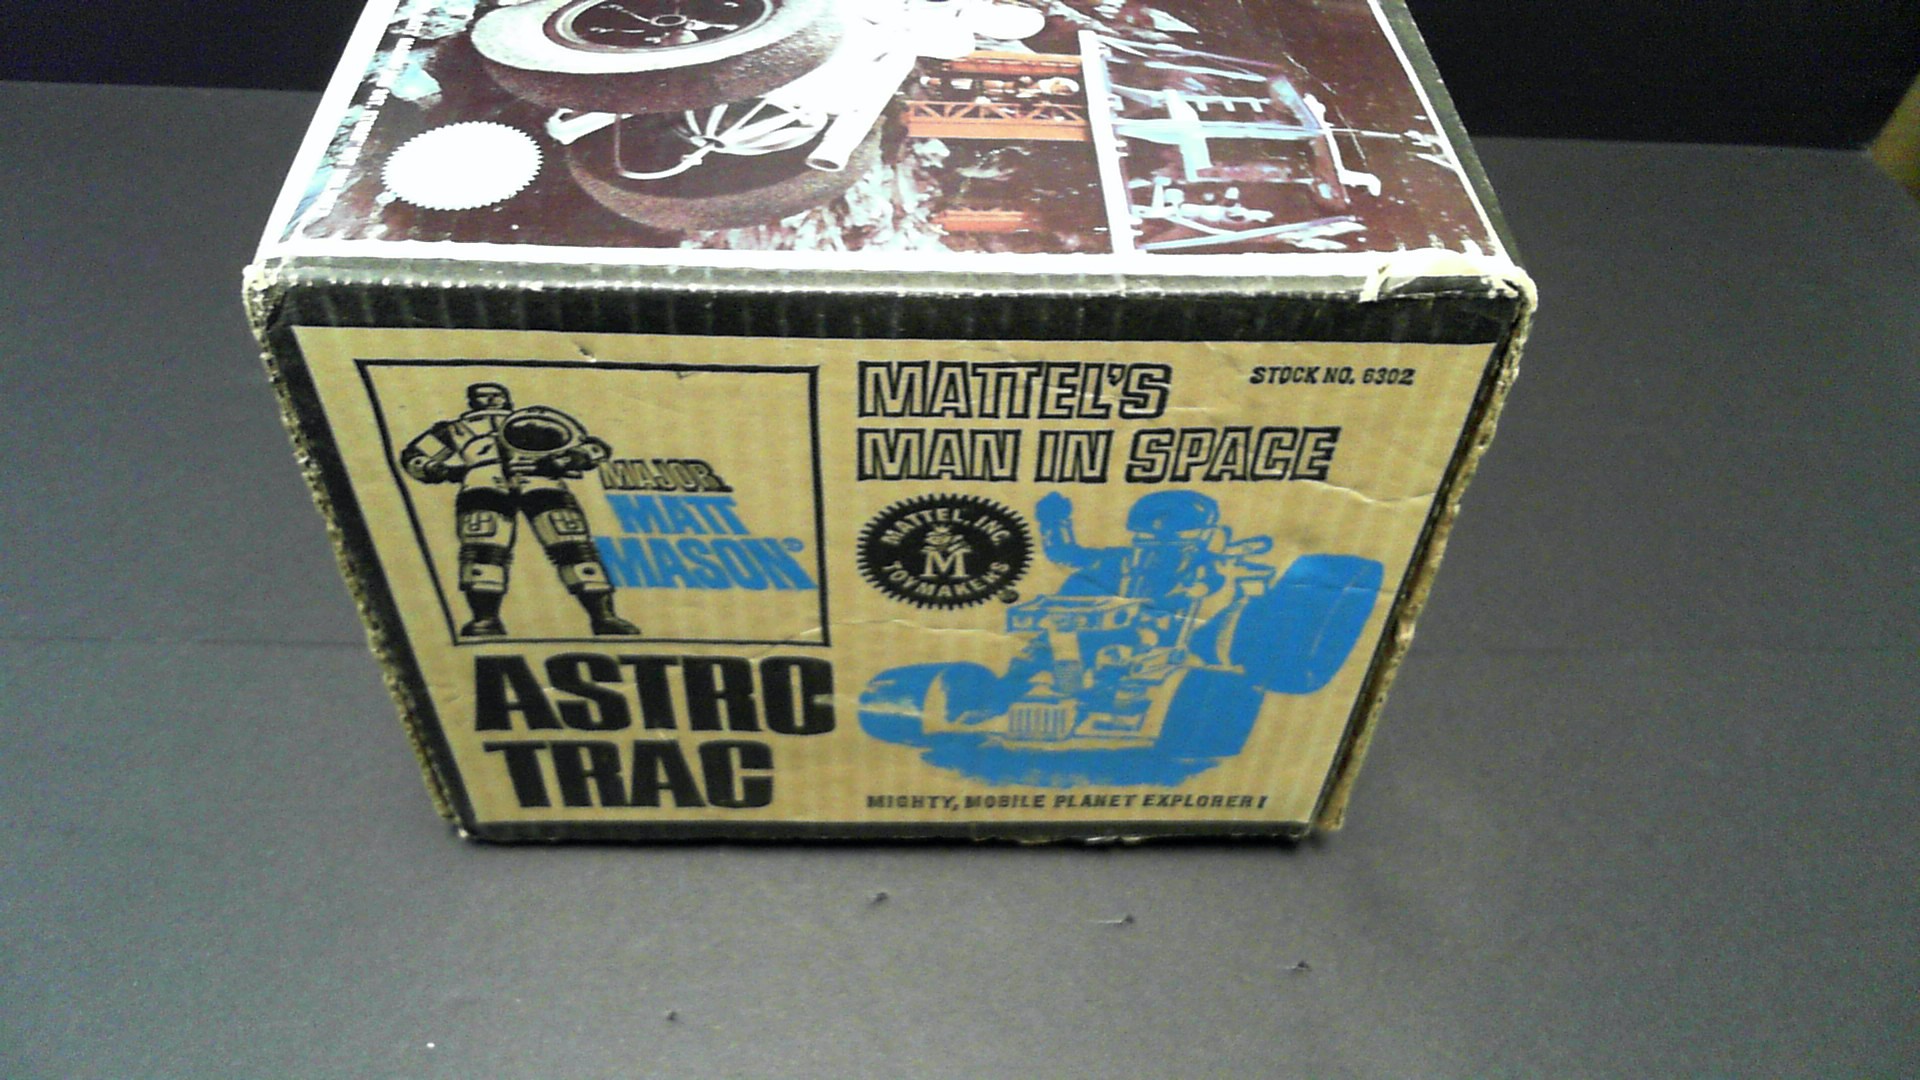 MAJOR
MATT
MASON®
ASTRO
TRAC
MATTEL'S
MAN IN SPACE
STOCK NO. 6302
MATTEL, INC.
M
TOYMAKERS
MIGHTY, MOBILE PLANET EXPLORER!